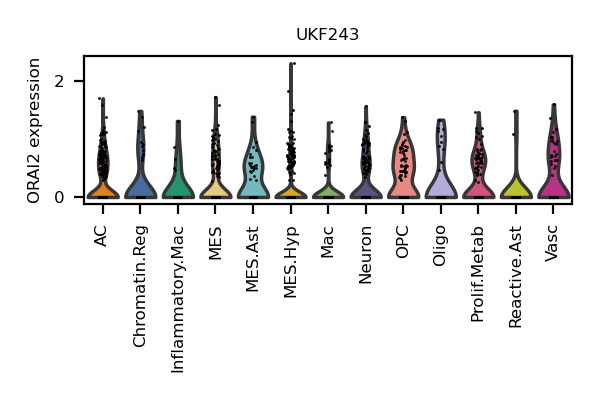 UKF243
ORAI2 expression
2
0
AC
Chromatin.Reg
Inflammatory.Mac
MES
MES.Ast
MES.Hyp
Mac
Neuron
OPC
Oligo
Prolif.Metab
Reactive.Ast
Vasc